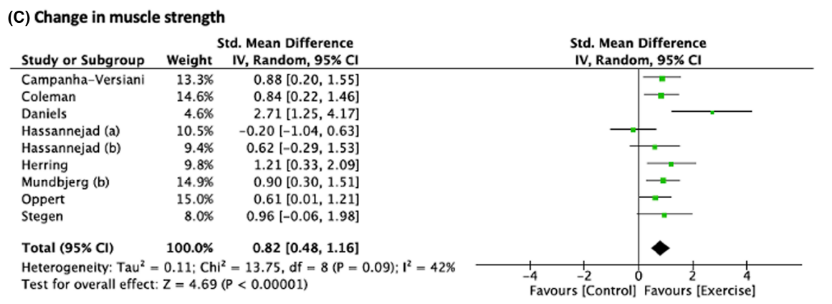 (C) Change in muscle strength
Std. Mean Difference Std. Mean Difference
Study or Subgroup Weight IV, Random, 95% CI IV, Random, 95% CI
Campanha-Versiani 13.3% 0.88 [0.20, 1.55]
Coleman 14.6% 0.84 [0.22, 1.46]
Daniels 4.6% 2.71 [1.25, 4.17]
Hassannejad (a) 10.5% -0.20 [-1.04, 0.63]
Hassannejad (b) 9.4% 0.62 [-0.29, 1.53]
Herring 9.8% 1.21 [0.33, 2.09]
Mundbjerg (b) 14.9% 0.90 [0.30, 1.51]
Oppert 15.0% 0.61 [0.01, 1.21]
Stegen 8.0% 0.96 [-0.06, 1.98]
Total (95% CI) 100.0% 0.82 [0.48, 1.16]
Heterogeneity: Tau² = 0.11; Chi² = 13.75, df = 8 (P = 0.09); I² = 42%
Test for overall effect: Z = 4.69 (P < 0.00001)
-4 -2 0 2 4
Favours [Control] Favours [Exercise]